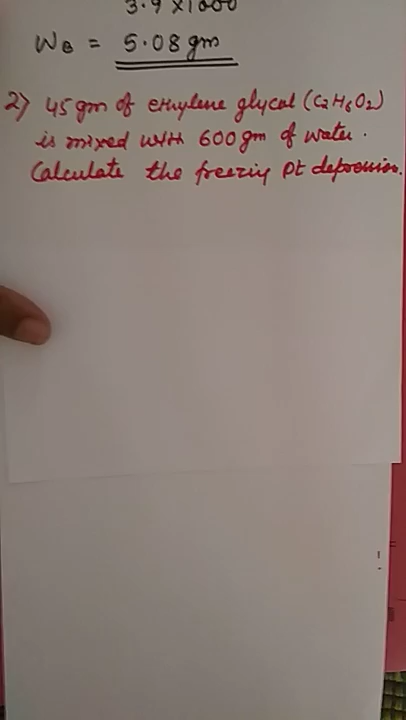 3.9 x 1000
WB = 5.08 gm
2) 45 gm of ethylene glycol (C2H6O2)
is mixed with 600 gm of water.
Calculate the freezing pt depression.